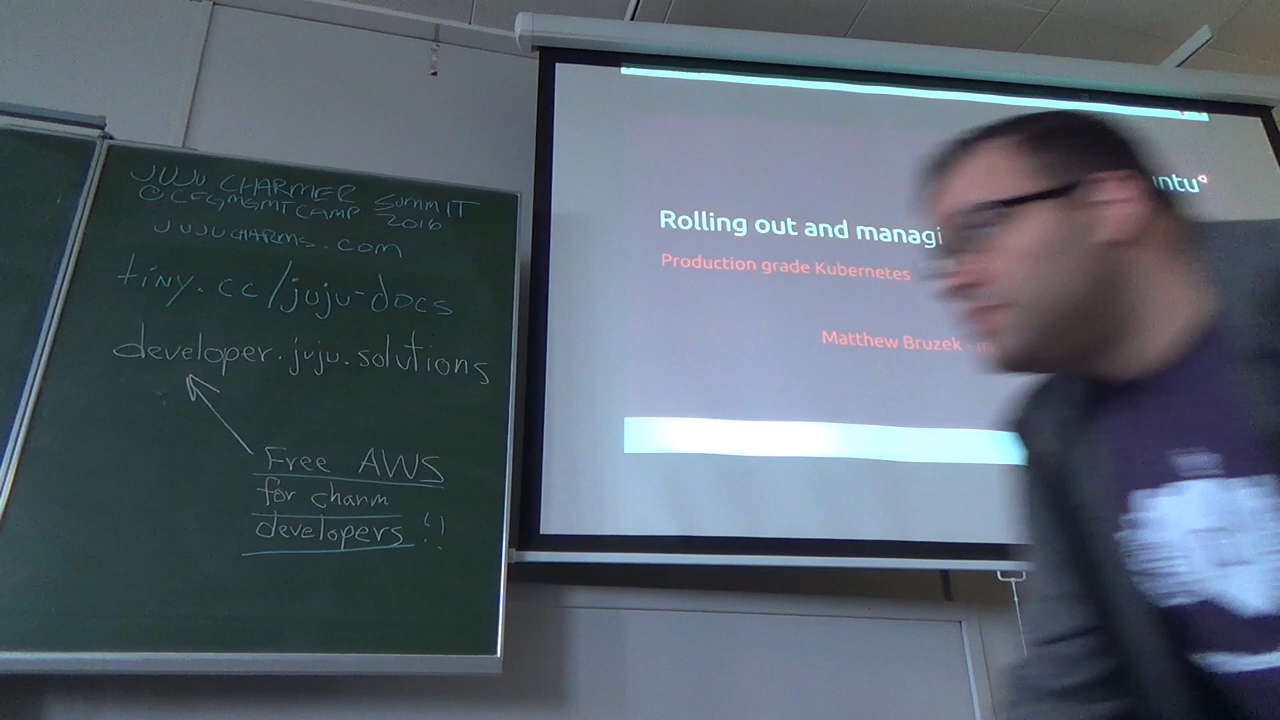 JUJU CHARMER SUMMIT
@CFGMGMTCAMP 2016
JUJUCHARMS.COM
tiny.cc/juju-docs
developer.juju.solutions
Free AWS
for charm
developers !!
untu
Rolling out and managi
Production grade Kubernetes
Matthew Bruzek -